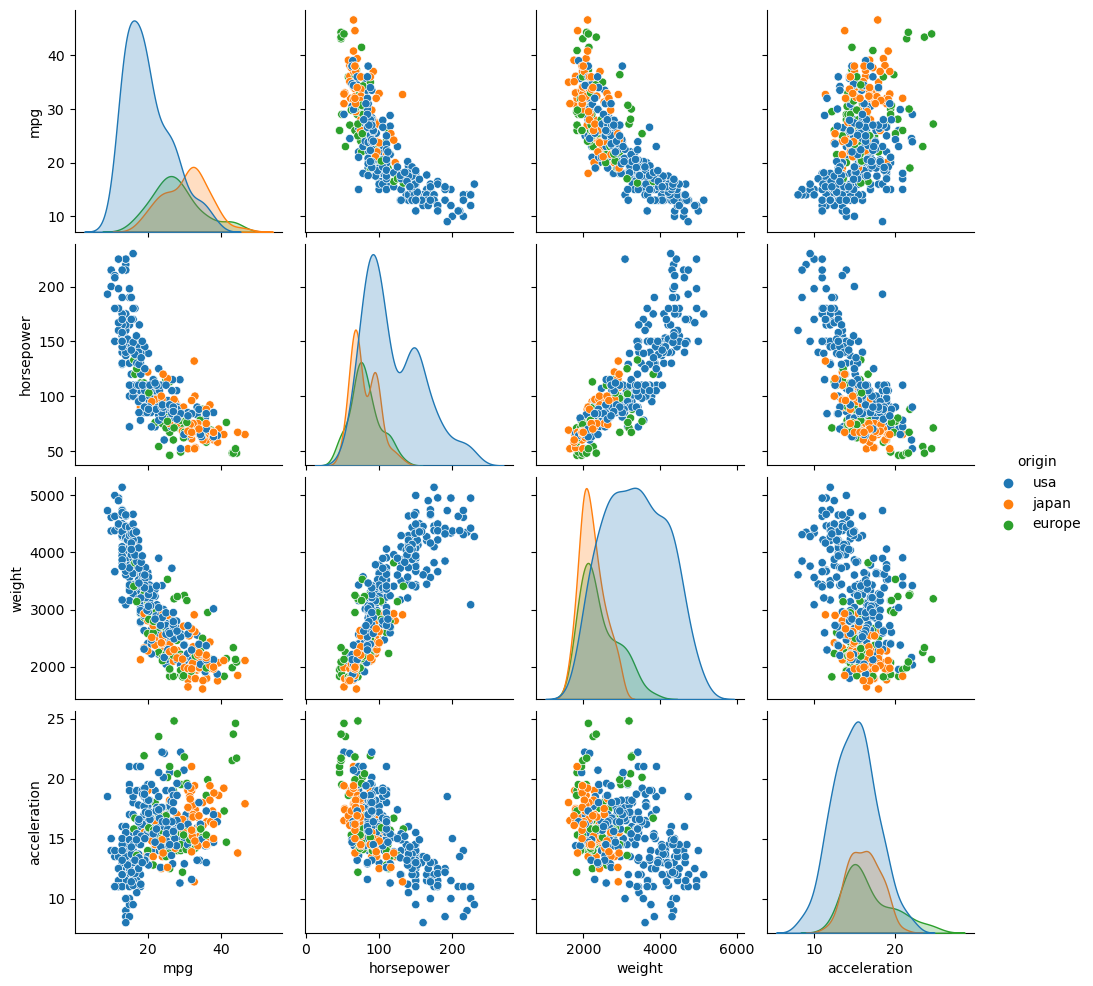 40
30
20
10
mpg
200
150
100
50
horsepower
origin
usa
japan
europe
5000
4000
3000
2000
weight
25
20
15
10
acceleration
20 40
0 100 200
2000 4000 6000
10 20
mpg horsepower weight acceleration